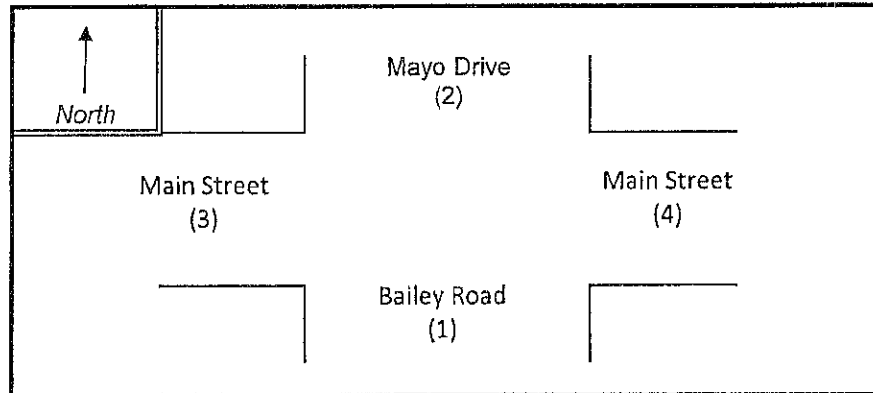 North
Mayo Drive
(2)
Main Street
(3)
Main Street
(4)
Bailey Road
(1)